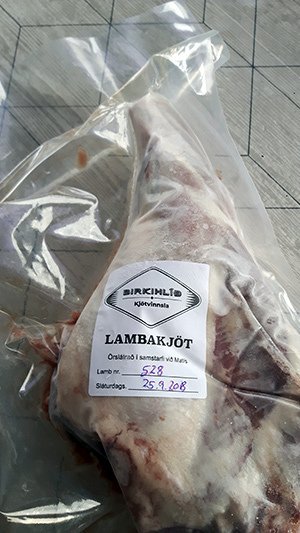 BIRKIHLÍÐ
Kjötvinnsla
LAMBAKJÖT
Örslátrað í samstarfi við Matís
Lamb nr. 528
Sláturdags. 25.9.2018